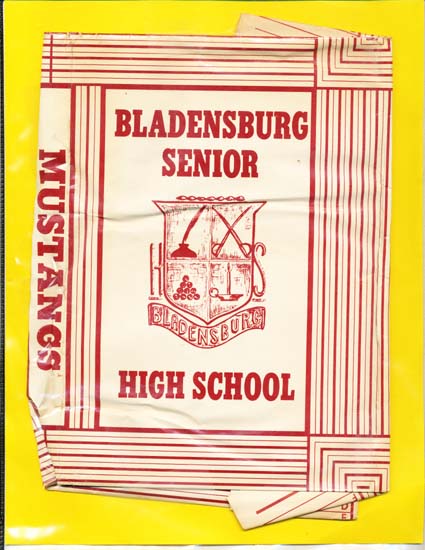 BLADENSBURG
SENIOR
H S
BLADENSBURG
HIGH SCHOOL
MUSTANGS